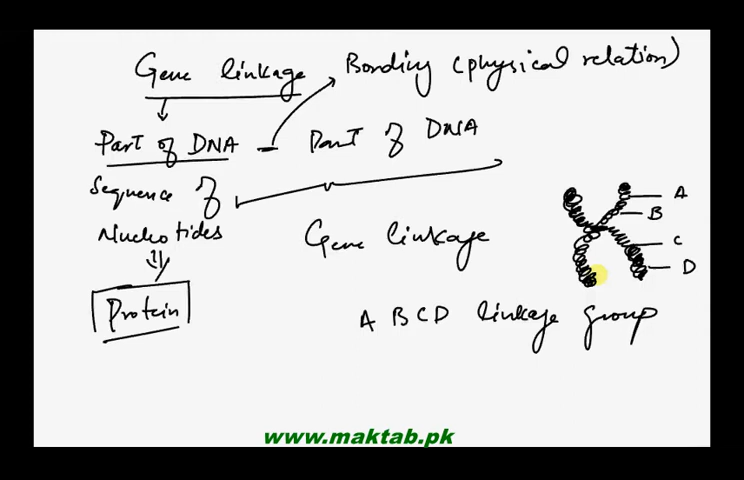 Gene linkage Bonding (physical relation)
Part of DNA - Part of DNA
Sequence of
Nucleotides
Gene linkage
Protein
A
B
C
D
A B C D linkage group
www.maktab.pk